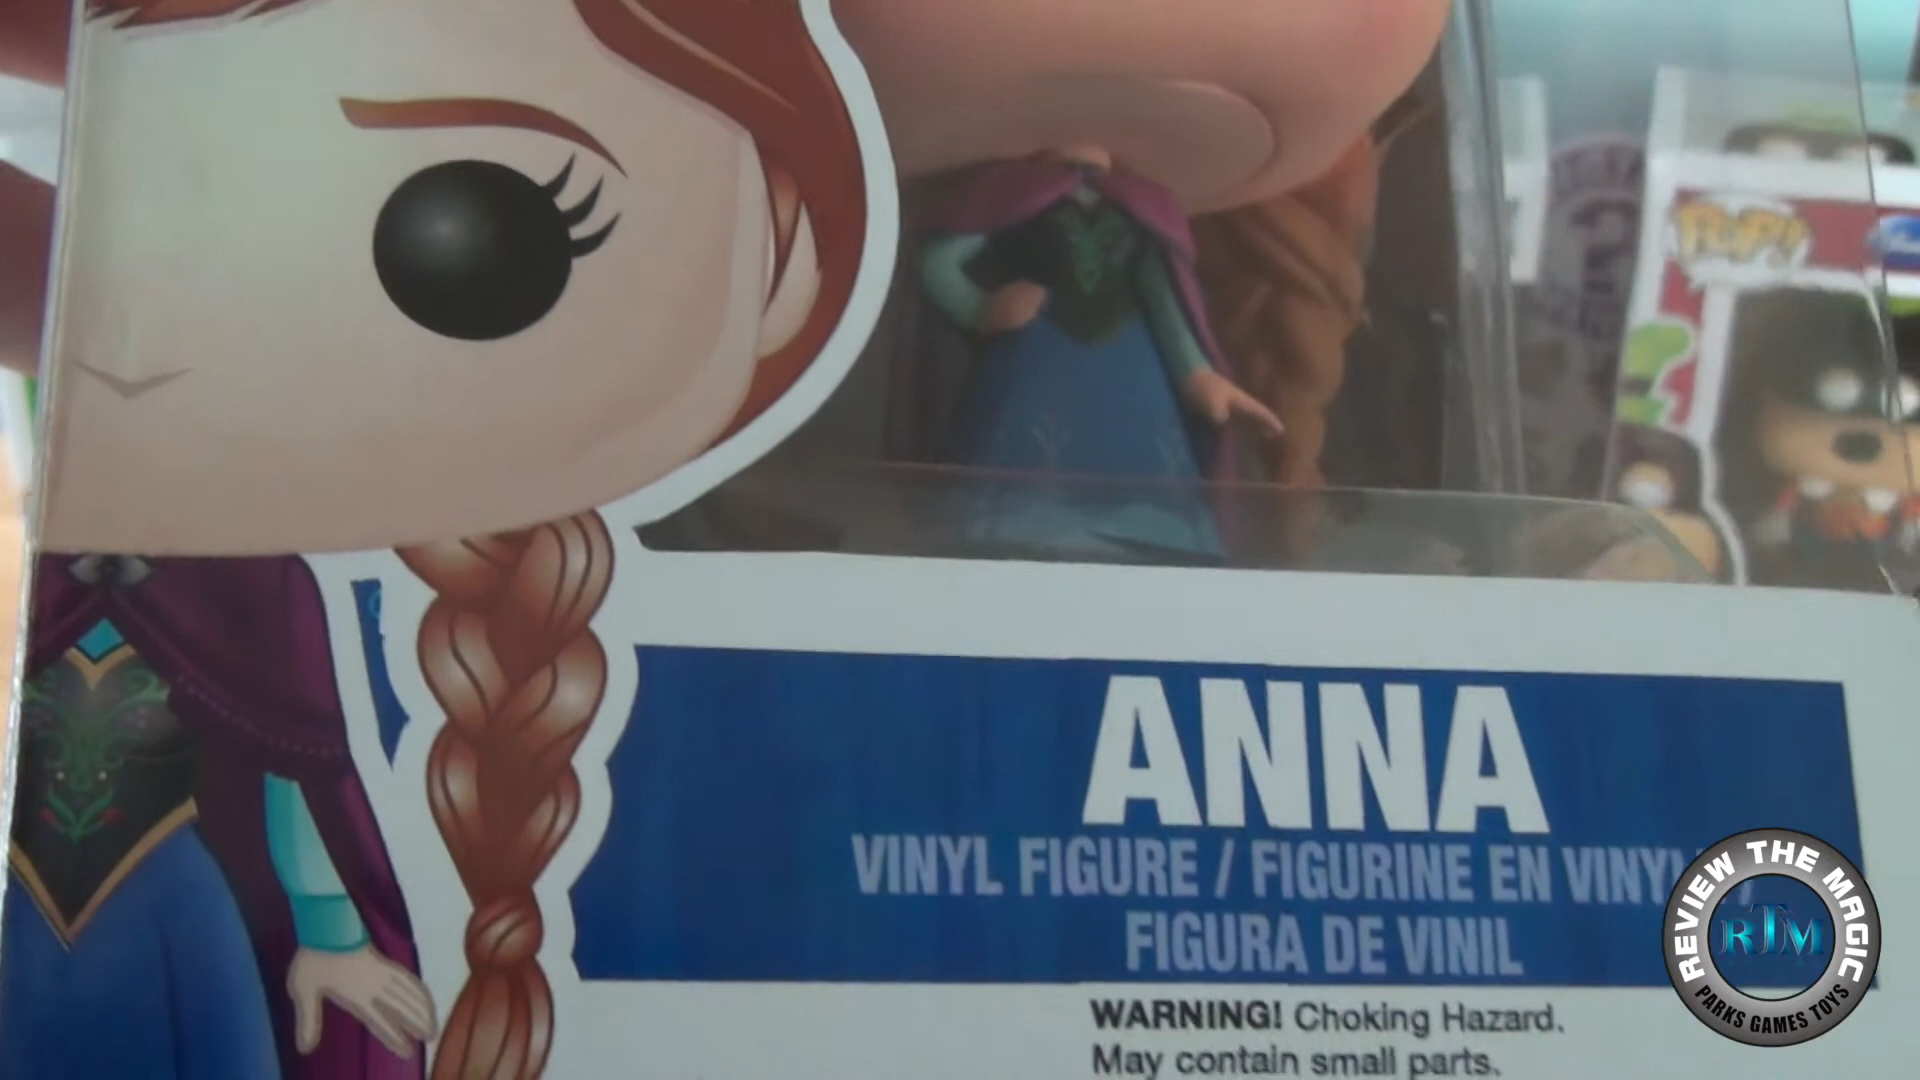 POP!
ANNA
VINYL FIGURE / FIGURINE EN VINYL /
FIGURA DE VINIL
WARNING! Choking Hazard.
May contain small parts.
REVIEW THE MAGIC
RTM
PARKS GAMES TOYS